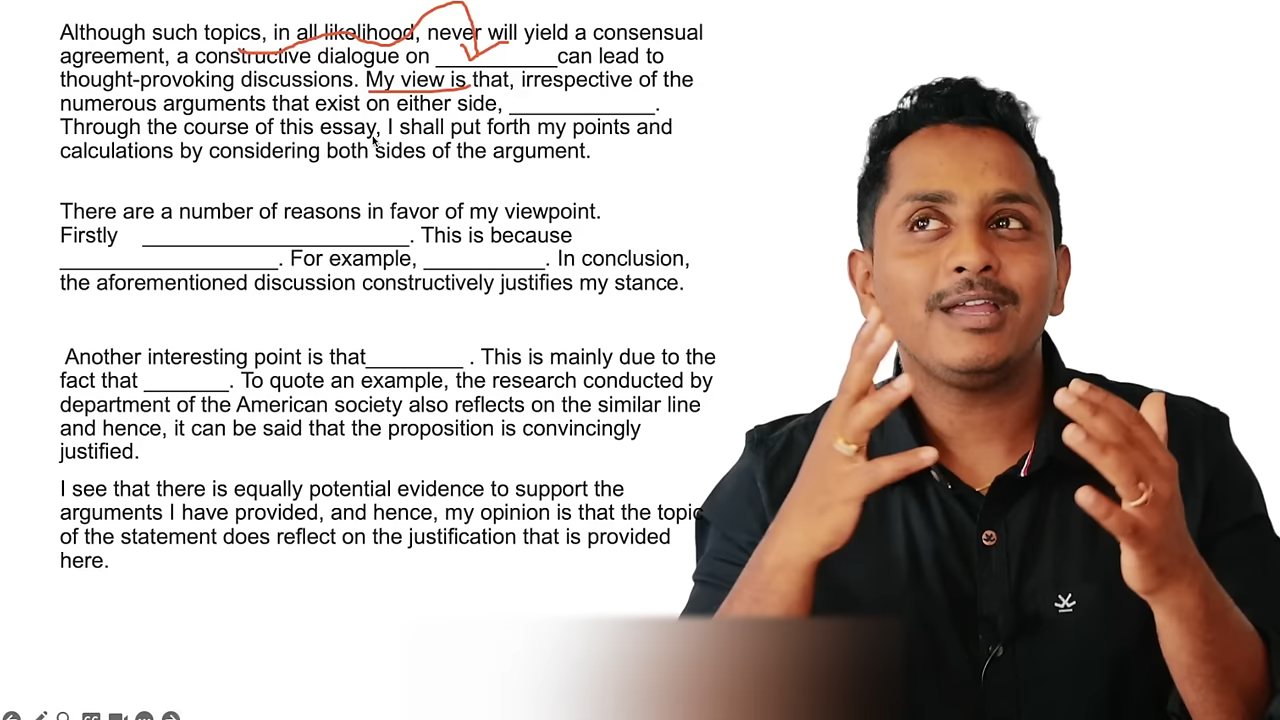 Although such topics, in all likelihood, never will yield a consensual
agreement, a constructive dialogue on __________can lead to
thought-provoking discussions. My view is that, irrespective of the
numerous arguments that exist on either side, ____________.
Through the course of this essay, I shall put forth my points and
calculations by considering both sides of the argument.
There are a number of reasons in favor of my viewpoint.
Firstly ______________________. This is because
__________________. For example, __________. In conclusion,
the aforementioned discussion constructively justifies my stance.
Another interesting point is that________ . This is mainly due to the
fact that _______. To quote an example, the research conducted by
department of the American society also reflects on the similar line
and hence, it can be said that the proposition is convincingly
justified.
I see that there is equally potential evidence to support the
arguments I have provided, and hence, my opinion is that the topic
of the statement does reflect on the justification that is provided
here.